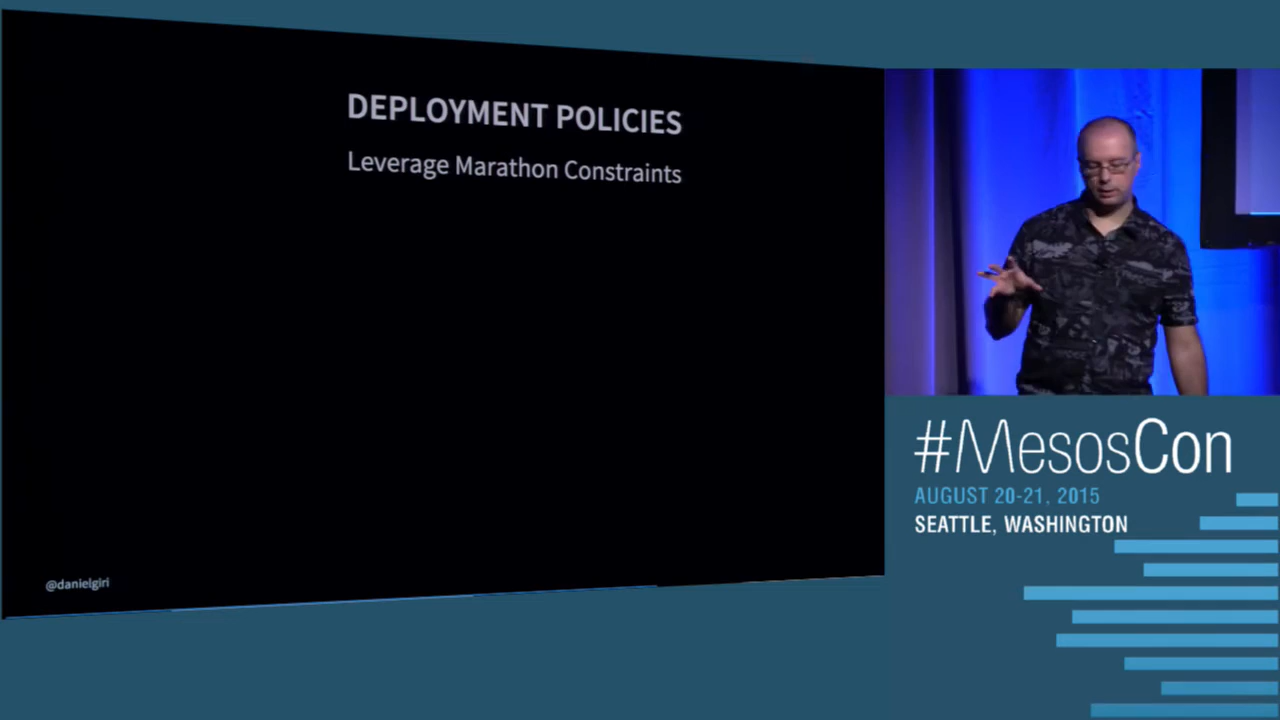 DEPLOYMENT POLICIES
Leverage Marathon Constraints
@danielgiri
#MesosCon
AUGUST 20-21, 2015
SEATTLE, WASHINGTON